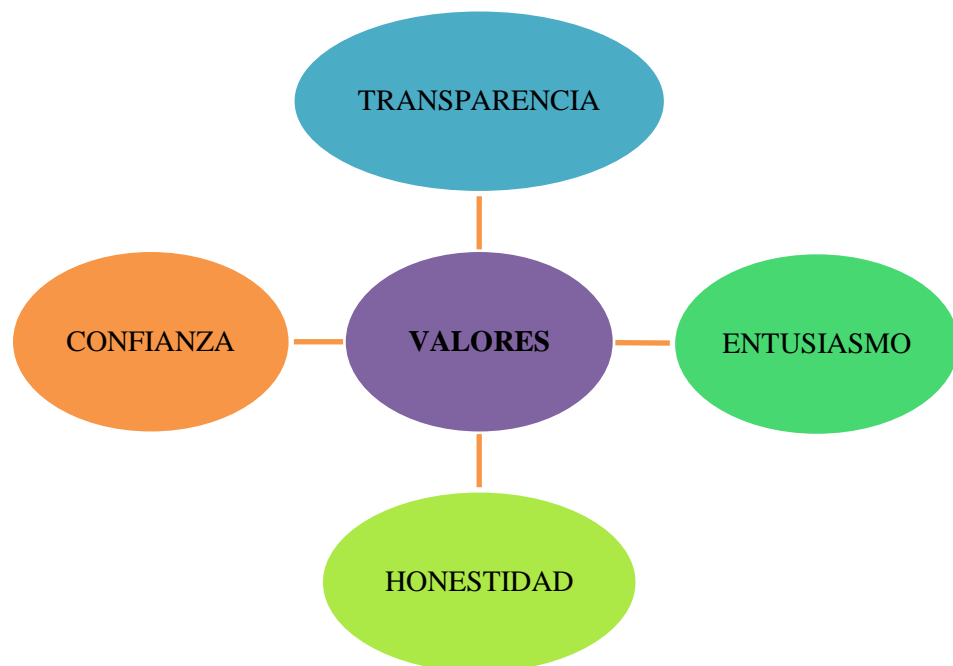 TRANSPARENCIA
CONFIANZA
VALORES
ENTUSIASMO
HONESTIDAD